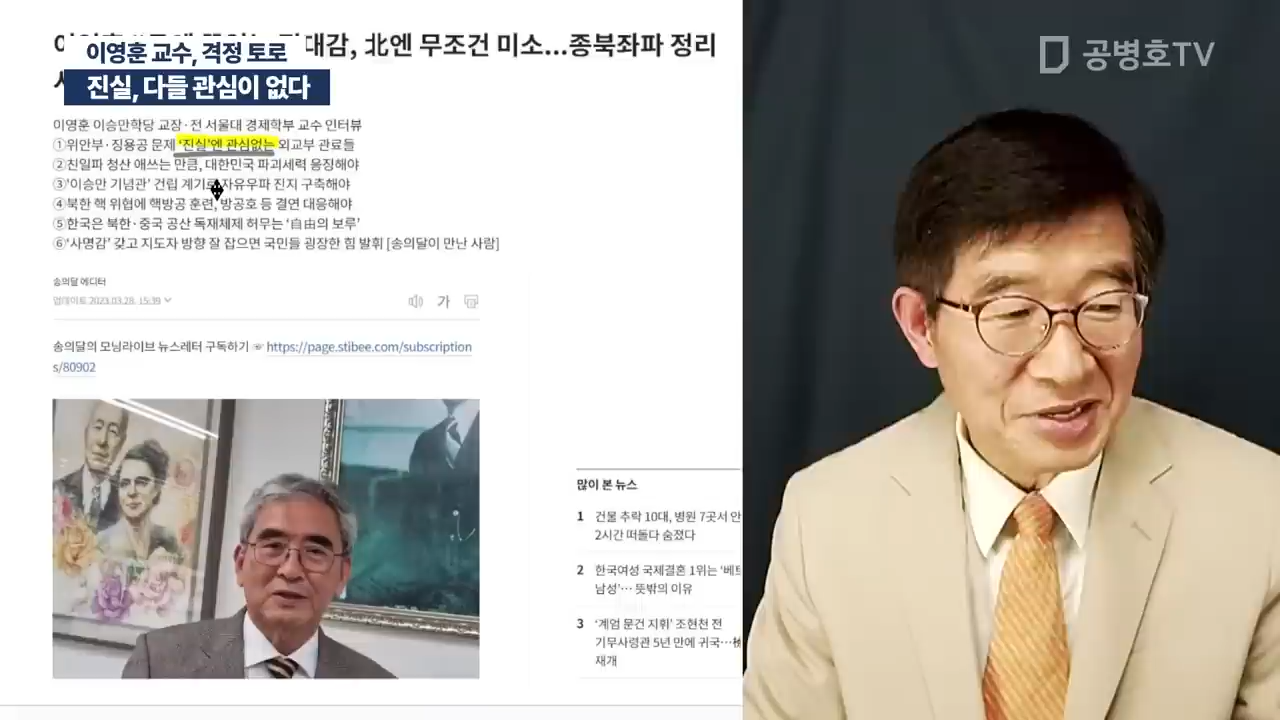 대감, 北엔 무조건 미소...종북좌파 정리
이영훈 교수, 격정 토로
진실, 다들 관심이 없다
공병호TV
이영훈 이승만학당 교장·전 서울대 경제학부 교수 인터뷰
①위안부·징용공 문제 ‘진실’엔 관심없는 외교부 관료들
②친일파 청산 애쓰는 만큼, 대한민국 파괴세력 응징해야
③‘이승만 기념관’ 건립 계기로 자유우파 진지 구축해야
④북한 핵 위협에 핵방공 훈련, 방공호 등 결연 대응해야
⑤한국은 북한·중국 공산 독재체제 허무는 ‘自由의 보루’
⑥‘사명감’ 갖고 지도자 방향 잘 잡으면 국민들 굉장한 힘 발휘 [송의달이 만난 사람]
송의달 에디터
업데이트 2023.03.28. 15:39
가
송의달의 모닝라이브 뉴스레터 구독하기 ☞ https://page.stibee.com/subscription
s/80902
많이 본 뉴스
1 건물 추락 10대, 병원 7곳서 안
2시간 떠돌다 숨졌다
2 한국여성 국제결혼 1위는 ‘베트
남성’… 뜻밖의 이유
3 ‘계엄 문건 지휘’ 조현천 전
기무사령관 5년 만에 귀국…檢
재개